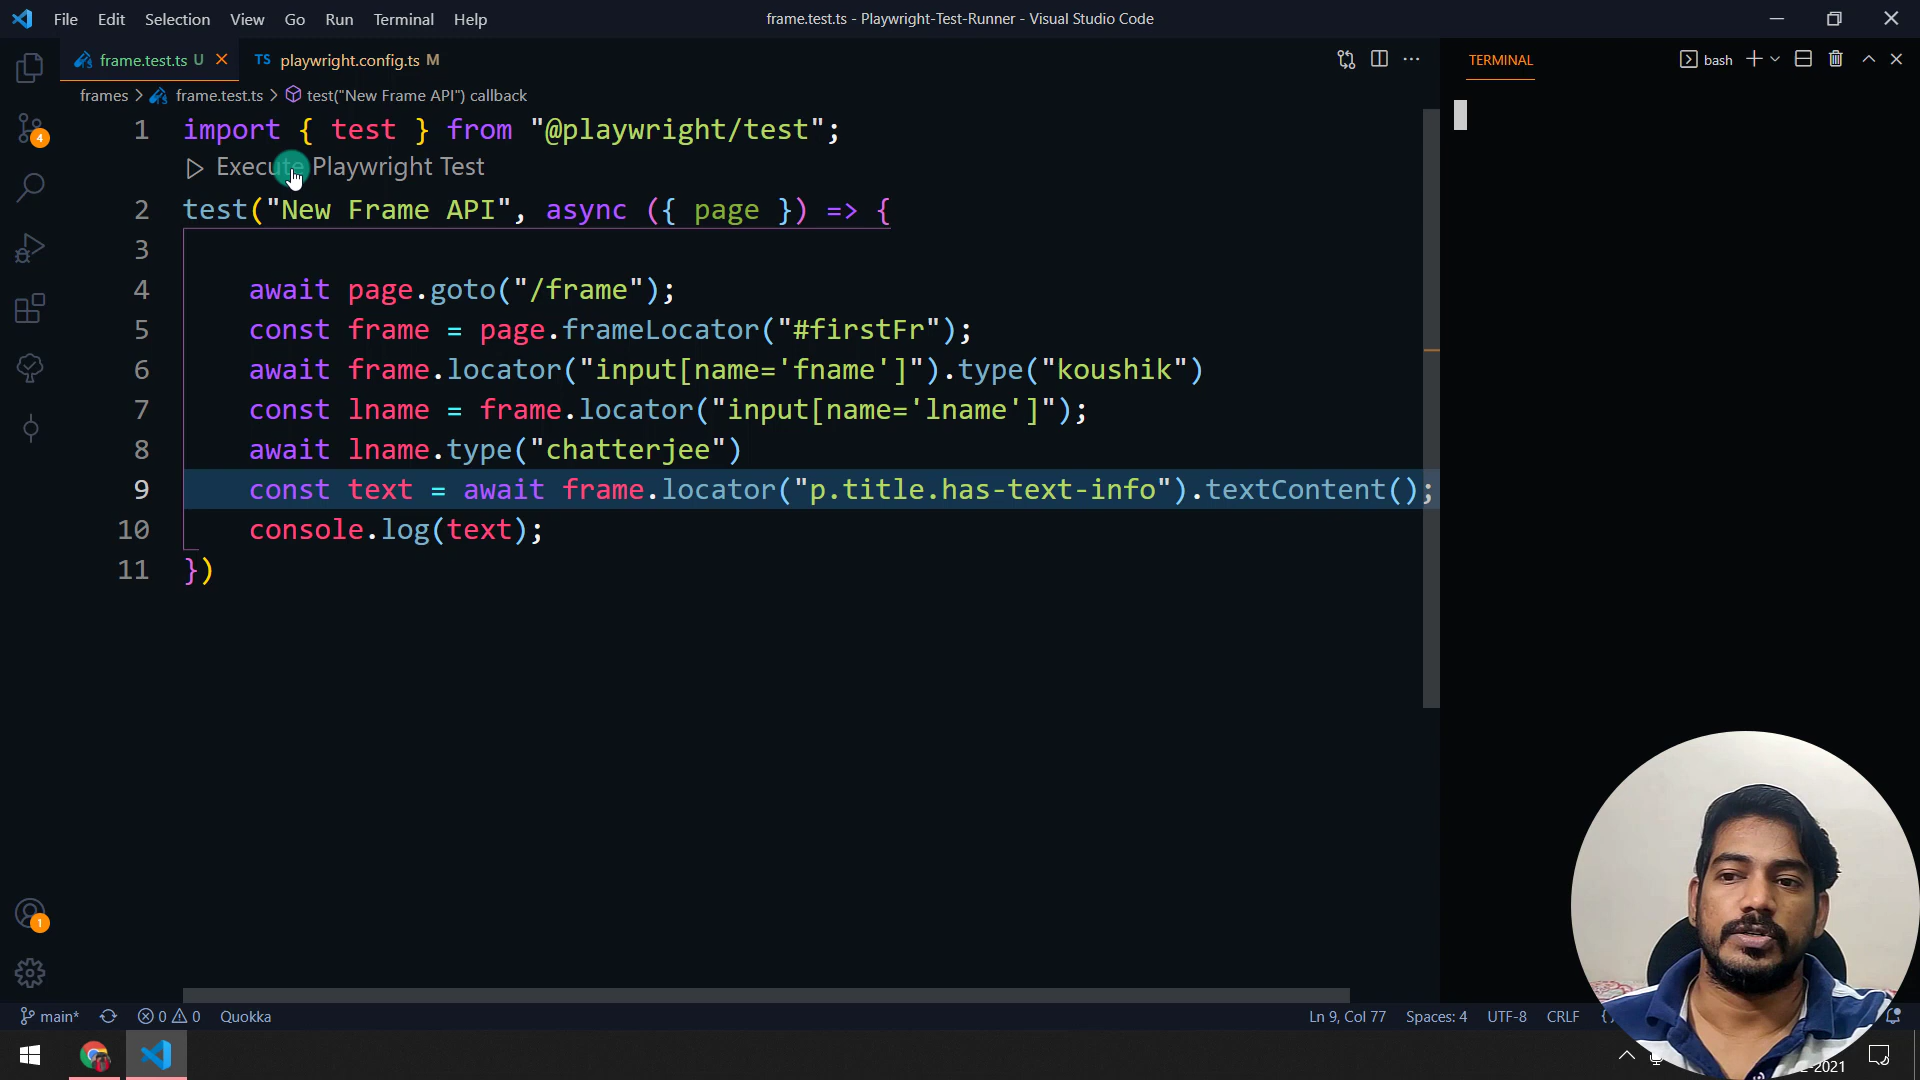 File Edit Selection View Go Run Terminal Help
frame.test.ts - Playwright-Test-Runner - Visual Studio Code
frame.test.ts U
TS playwright.config.ts M
TERMINAL
bash
frames > frame.test.ts > test("New Frame API") callback
1 import { test } from "@playwright/test";
Execute Playwright Test
2 test("New Frame API", async ({ page }) => {
3
4 await page.goto("/frame");
5 const frame = page.frameLocator("#firstFr");
6 await frame.locator("input[name='fname']").type("koushik")
7 const lname = frame.locator("input[name='lname']");
8 await lname.type("chatterjee")
9 const text = await frame.locator("p.title.has-text-info").textContent();
10 console.log(text);
11 })
4
1
main* 0 0 Quokka
Ln 9, Col 77 Spaces: 4 UTF-8 CRLF {
-2021